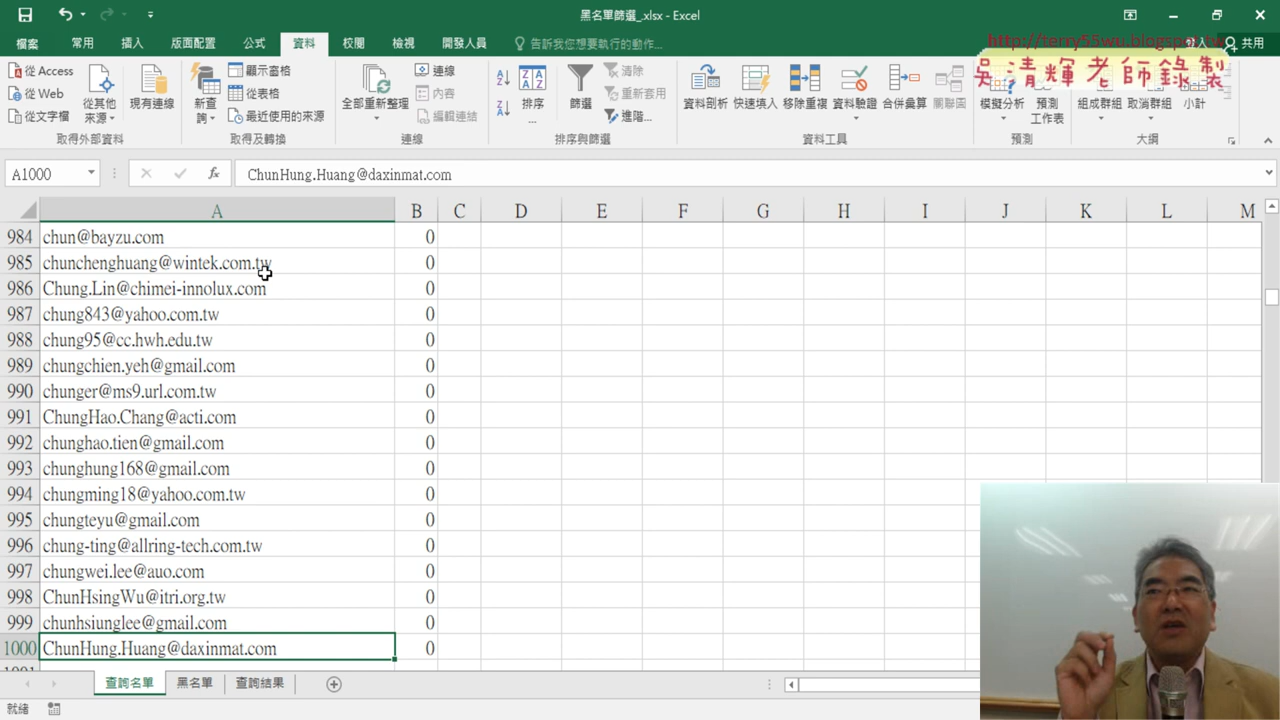 黑名單篩選_.xlsx - Excel
檔案 常用 插入 版面配置 公式 資料 校閱 檢視 開發人員 告訴我您想要執行的動作... 登入 共用
http://terry55wu.blogspot.tw
吳清輝老師錄製
從 Access
從 Web
從文字檔
從其他
來源
現有連線
取得外部資料
新查
詢
顯示窗格
從表格
最近使用的來源
取得及轉換
全部重新整理
連線
內容
編輯連結
連線
排序
...
篩選
清除
重新套用
進階...
排序與篩選
資料剖析 快速填入 移除重複 資料驗證 合併彙算 關聯圖
資料工具
模擬分析 預測
工作表
預測
組成群組 取消群組 小計
大綱
A1000 fx ChunHung.Huang@daxinmat.com
A B C D E F G H I J K L M
984 chun@bayzu.com 0
985 chunchenghuang@wintek.com.tw 0
986 Chung.Lin@chimei-innolux.com 0
987 chung843@yahoo.com.tw 0
988 chung95@cc.hwh.edu.tw 0
989 chungchien.yeh@gmail.com 0
990 chunger@ms9.url.com.tw 0
991 ChungHao.Chang@acti.com 0
992 chunghao.tien@gmail.com 0
993 chunghung168@gmail.com 0
994 chungming18@yahoo.com.tw 0
995 chungteyu@gmail.com 0
996 chung-ting@allring-tech.com.tw 0
997 chungwei.lee@auo.com 0
998 ChunHsingWu@itri.org.tw 0
999 chunhsiunglee@gmail.com 0
1000 ChunHung.Huang@daxinmat.com 0
查詢名單 黑名單 查詢結果
就緒